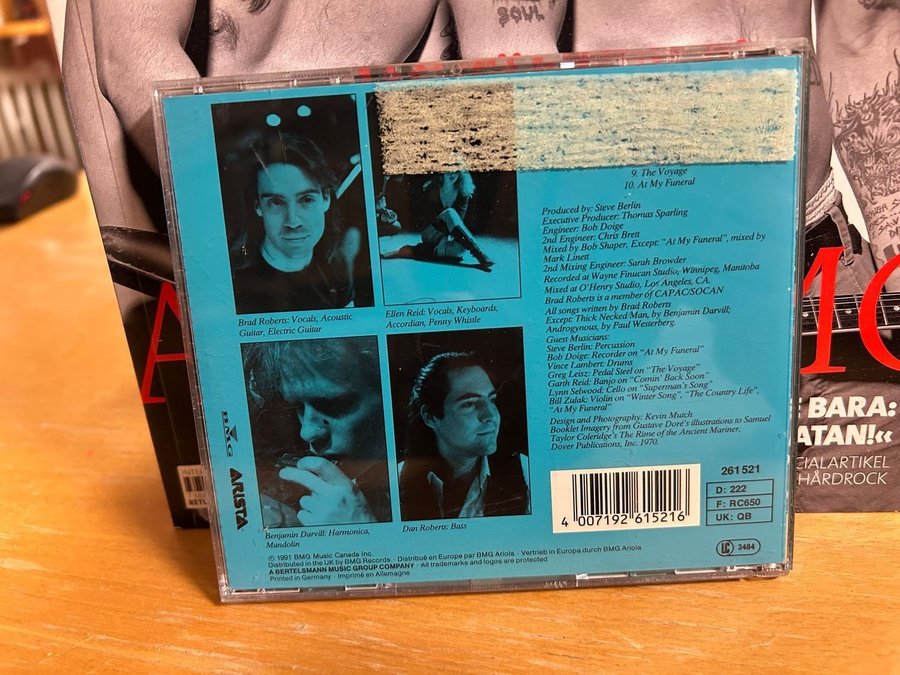 SOUL
9. The Voyage
10. At My Funeral
Produced by: Steve Berlin
Executive Producer: Thomas Sparling
Engineer: Bob Doige
2nd Engineer: Chris Brett
Mixed by Bob Shaper, Except: "At My Funeral", mixed by
Mark Linett
2nd Mixing Engineer: Sarah Browder
Recorded at Wayne Finucan Studio, Winnipeg, Manitoba
Mixed at O'Henry Studio, Los Angeles, CA.
Brad Roberts is a member of CAPAC/SOCAN
All songs written by Brad Roberts
Except: Thick Necked Man, by Benjamin Darvill;
Androgynous, by Paul Westerberg.
Guest Musicians:
Steve Berlin: Percussion
Bob Doige: Recorder on "At My Funeral"
Vince Lambert: Drums
Greg Leisz: Pedal Steel on "The Voyage"
Garth Reid: Banjo on "Comin' Back Soon"
Lynn Selwood: Cello on "Superman's Song"
Bill Zulak: Violin on "Winter Song", "The Country Life",
"At My Funeral"
Design and Photography: Kevin Mutch
Booklet Imagery from Gustave Doré's illustrations to Samuel
Taylor Coleridge's The Rime of the Ancient Mariner,
Dover Publications, Inc. 1970.
Brad Roberts: Vocals, Acoustic
Guitar, Electric Guitar
Ellen Reid: Vocals, Keyboards,
Accordian, Penny Whistle
Benjamin Darvill: Harmonica,
Mandolin
Dan Roberts: Bass
BMG
ARISTA
261 521
D: 222
F: RC650
UK: QB
4 007192 615216
LC 3484
℗ 1991 BMG Music Canada Inc.
Distributed in the UK by BMG Records · Distribué en Europe par BMG Ariola · Vertrieb in Europa durch BMG Ariola
A BERTELSMANN MUSIC GROUP COMPANY · All trademarks and logos are protected
Printed in Germany · Imprimé en Allemagne
BARA:
ATAN!«
CIALARTIKEL
HÅRDROCK
INTE
RETU